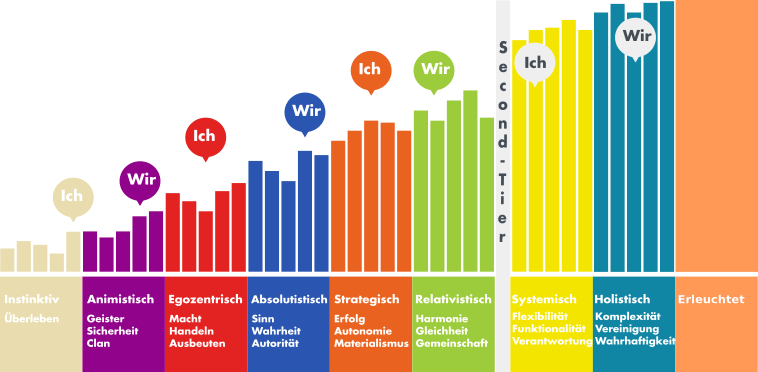 Ich
Wir
Ich
Wir
Ich
Wir
Second-Tier
Ich
Wir
Instinktiv
Überleben
Animistisch
Geister
Sicherheit
Clan
Egozentrisch
Macht
Handeln
Ausbeuten
Absolutistisch
Sinn
Wahrheit
Autorität
Strategisch
Erfolg
Autonomie
Materialismus
Relativistisch
Harmonie
Gleichheit
Gemeinschaft
Systemisch
Flexibilität
Funktionalität
Verantwortung
Holistisch
Komplexität
Vereinigung
Wahrhaftigkeit
Erleuchtet